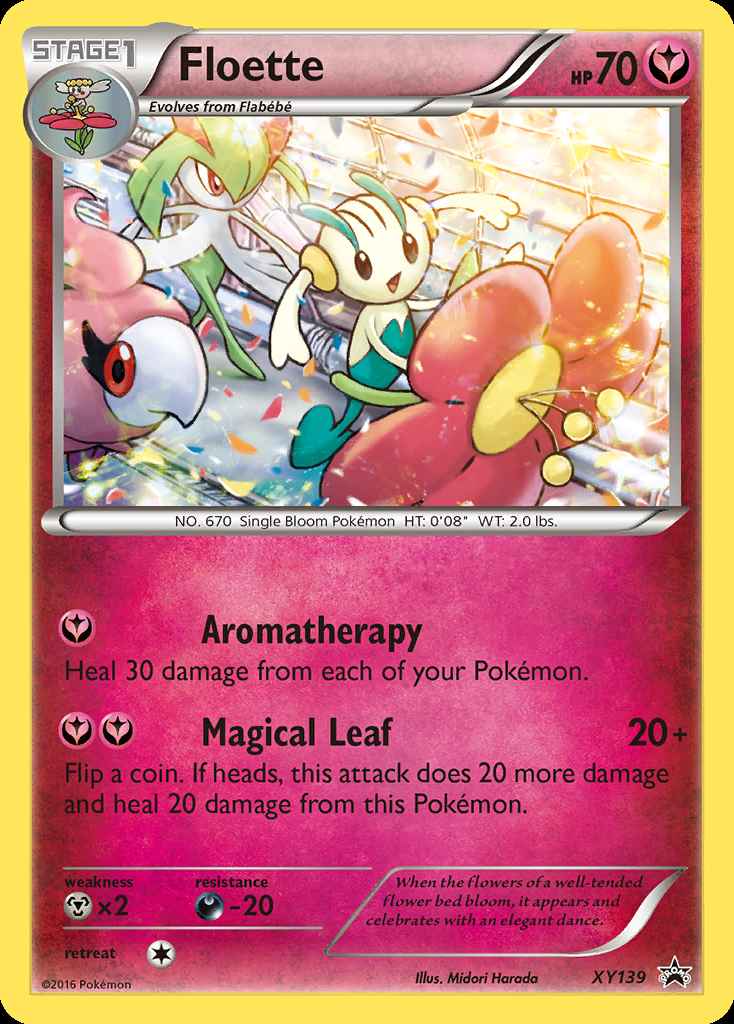 STAGE1
Floette
HP70
Evolves from Flabébé
NO. 670 Single Bloom Pokémon HT: 0'08" WT: 2.0 lbs.
Aromatherapy
Heal 30 damage from each of your Pokémon.
Magical Leaf 20+
Flip a coin. If heads, this attack does 20 more damage
and heal 20 damage from this Pokémon.
weakness resistance
×2 -20
When the flowers of a well-tended
flower bed bloom, it appears and
celebrates with an elegant dance.
retreat
©2016 Pokémon
Illus. Midori Harada
XY139
PROMO